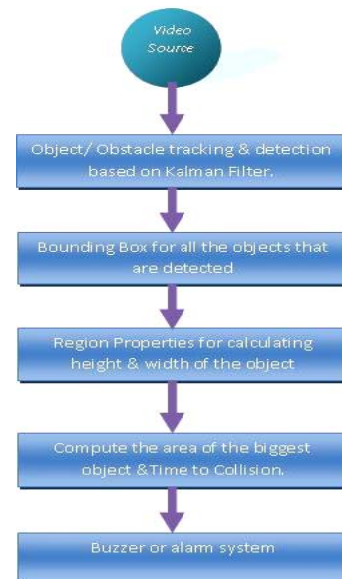 Video
Source
Object/ Obstacle tracking & detection
based on Kalman Filter.
Bounding Box for all the objects that
are detected
Region Properties for calculating
height & width of the object
Compute the area of the biggest
object &Time to Collision.
Buzzer or alarm system